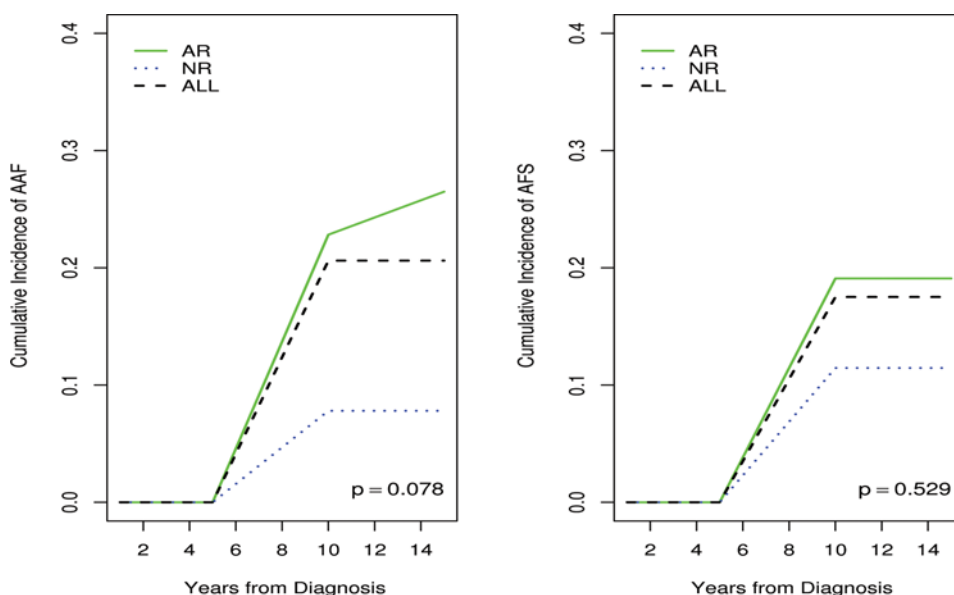 Cumulative Incidence of AAF
0.4
0.3
0.2
0.1
0.0
AR
NR
ALL
p = 0.078
2 4 6 8 10 12 14
Years from Diagnosis
Cumulative Incidence of AFS
0.4
0.3
0.2
0.1
0.0
AR
NR
ALL
p = 0.529
2 4 6 8 10 12 14
Years from Diagnosis